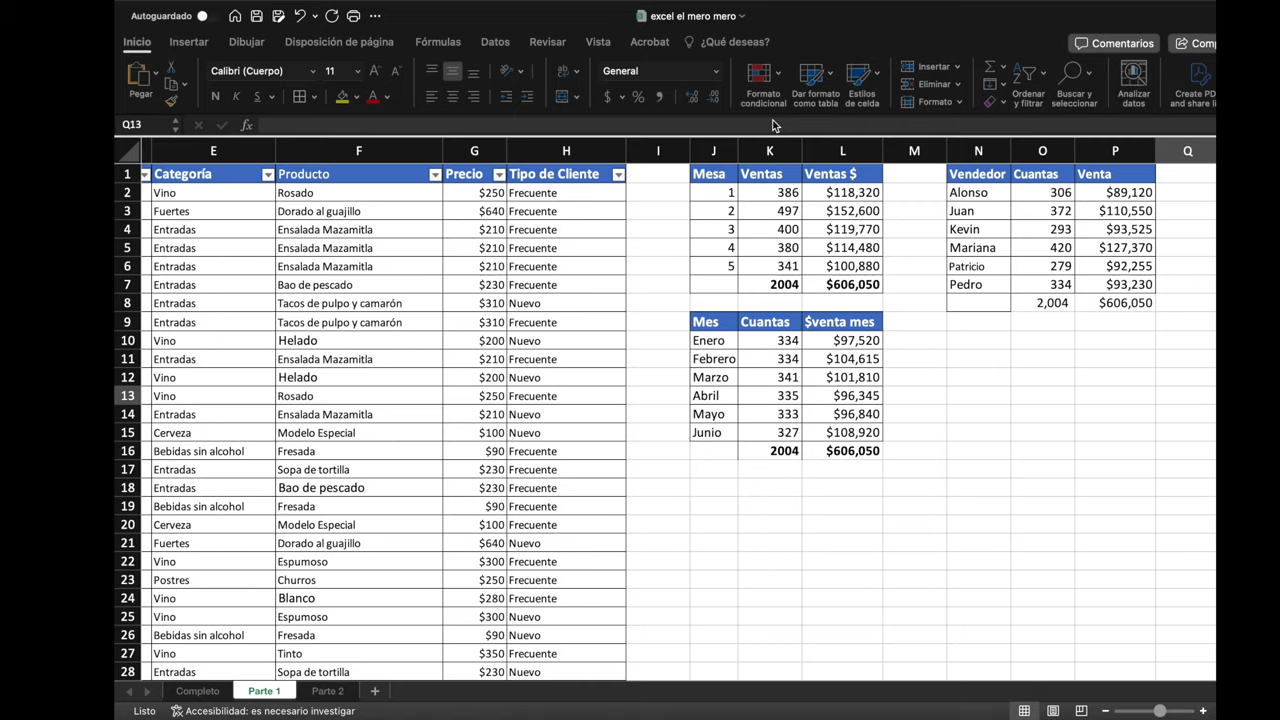 Autoguardado
excel el mero mero
Inicio Insertar Dibujar Disposición de página Fórmulas Datos Revisar Vista Acrobat ¿Qué deseas? Comentarios Comp
Pegar
Calibri (Cuerpo) 11
N K S
General
$ % 9
Formato condicional
Dar formato como tabla
Estilos de celda
Insertar
Eliminar
Formato
Ordenar y filtrar
Buscar y seleccionar
Analizar datos
Create PD and share li
Q13 fx
E F G H I J K L M N O P Q
1 Categoría Producto Precio Tipo de Cliente Mesa Ventas Ventas $ Vendedor Cuantas Venta
2 Vino Rosado $250 Frecuente 1 386 $118,320 Alonso 306 $89,120
3 Fuertes Dorado al guajillo $640 Frecuente 2 497 $152,600 Juan 372 $110,550
4 Entradas Ensalada Mazamitla $210 Frecuente 3 400 $119,770 Kevin 293 $93,525
5 Entradas Ensalada Mazamitla $210 Frecuente 4 380 $114,480 Mariana 420 $127,370
6 Entradas Ensalada Mazamitla $210 Frecuente 5 341 $100,880 Patricio 279 $92,255
7 Entradas Bao de pescado $230 Frecuente 2004 $606,050 Pedro 334 $93,230
8 Entradas Tacos de pulpo y camarón $310 Nuevo 2,004 $606,050
9 Entradas Tacos de pulpo y camarón $310 Frecuente Mes Cuantas $venta mes
10 Vino Helado $200 Nuevo Enero 334 $97,520
11 Entradas Ensalada Mazamitla $210 Frecuente Febrero 334 $104,615
12 Vino Helado $200 Nuevo Marzo 341 $101,810
13 Vino Rosado $250 Frecuente Abril 335 $96,345
14 Entradas Ensalada Mazamitla $210 Nuevo Mayo 333 $96,840
15 Cerveza Modelo Especial $100 Nuevo Junio 327 $108,920
16 Bebidas sin alcohol Fresada $90 Frecuente 2004 $606,050
17 Entradas Sopa de tortilla $230 Frecuente
18 Entradas Bao de pescado $230 Frecuente
19 Bebidas sin alcohol Fresada $90 Frecuente
20 Cerveza Modelo Especial $100 Frecuente
21 Fuertes Dorado al guajillo $640 Nuevo
22 Vino Espumoso $300 Frecuente
23 Postres Churros $250 Frecuente
24 Vino Blanco $280 Frecuente
25 Vino Espumoso $300 Nuevo
26 Bebidas sin alcohol Fresada $90 Nuevo
27 Vino Tinto $350 Frecuente
28 Entradas Sopa de tortilla $230 Nuevo
Completo Parte 1 Parte 2
Listo Accesibilidad: es necesario investigar